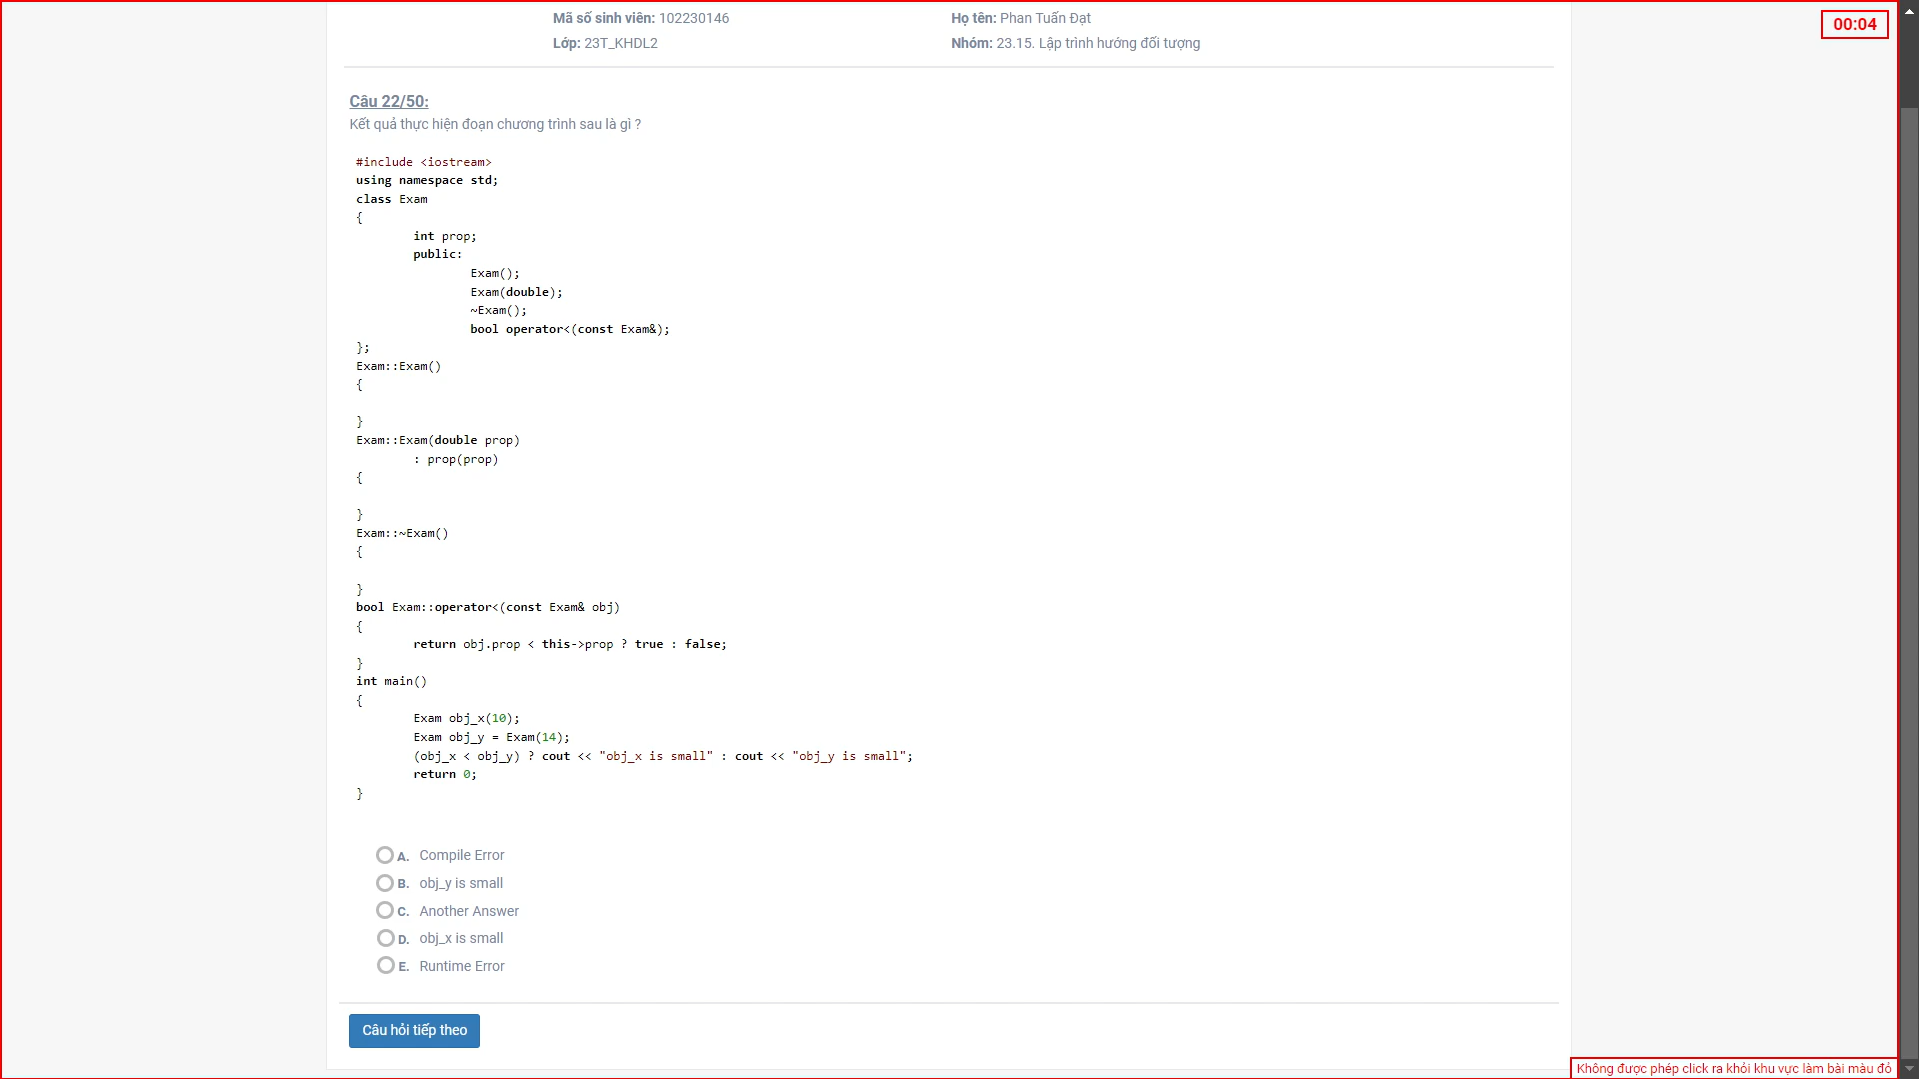 Mã số sinh viên: 102230146
Họ tên: Phan Tuấn Đạt
00:04
Lớp: 23T_KHDL2
Nhóm: 23.15. Lập trình hướng đối tượng
Câu 22/50:
Kết quả thực hiện đoạn chương trình sau là gì ?
#include <iostream>
using namespace std;
class Exam
{
        int prop;
        public:
                Exam();
                Exam(double);
                ~Exam();
                bool operator<(const Exam&);
};
Exam::Exam()
{

}
Exam::Exam(double prop)
        : prop(prop)
{

}
Exam::~Exam()
{

}
bool Exam::operator<(const Exam& obj)
{
        return obj.prop < this->prop ? true : false;
}
int main()
{
        Exam obj_x(10);
        Exam obj_y = Exam(14);
        (obj_x < obj_y) ? cout << "obj_x is small" : cout << "obj_y is small";
        return 0;
}
A. Compile Error
B. obj_y is small
C. Another Answer
D. obj_x is small
E. Runtime Error
Câu hỏi tiếp theo
Không được phép click ra khỏi khu vực làm bài màu đỏ